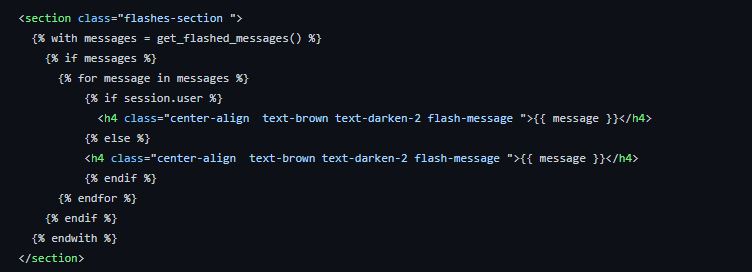 <section class="flashes-section ">
{% with messages = get_flashed_messages() %}
{% if messages %}
{% for message in messages %}
{% if session.user %}
<h4 class="center-align  text-brown text-darken-2 flash-message ">{{ message }}</h4>
{% else %}
<h4 class="center-align  text-brown text-darken-2 flash-message ">{{ message }}</h4>
{% endif %}
{% endfor %}
{% endif %}
{% endwith %}
</section>